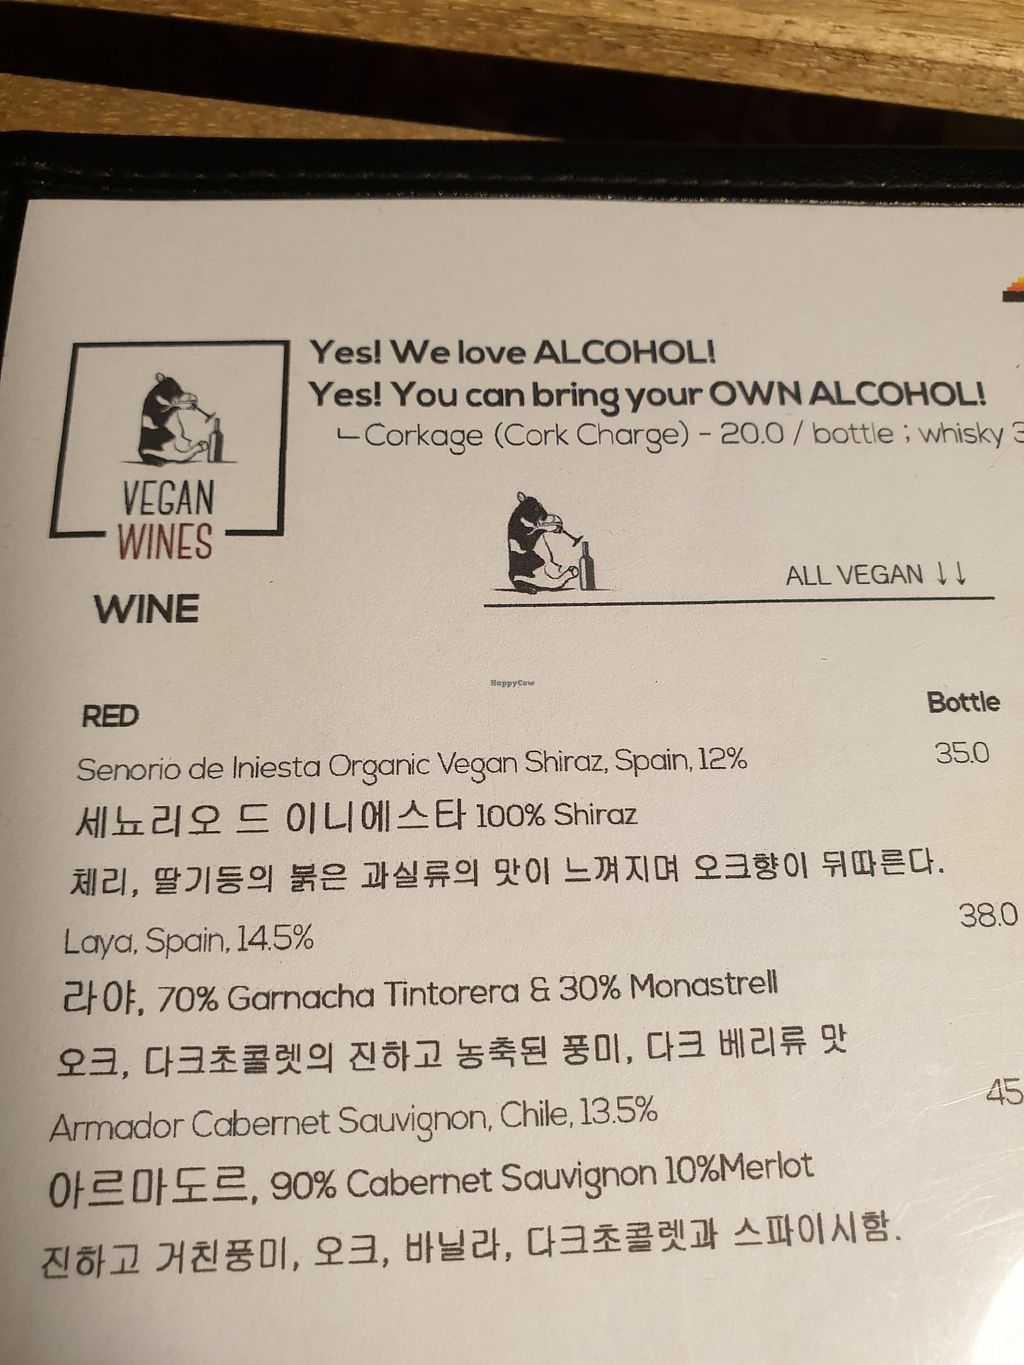 Yes! We love ALCOHOL!
Yes! You can bring your OWN ALCOHOL!
ㄴCorkage (Cork Charge) - 20.0 / bottle ; whisky
VEGAN
WINES
ALL VEGAN ↓↓
WINE
HappyCow
RED Bottle
Senorio de Iniesta Organic Vegan Shiraz, Spain, 12% 35.0
세뇨리오 드 이니에스타 100% Shiraz
체리, 딸기등의 붉은 과실류의 맛이 느껴지며 오크향이 뒤따른다.
Laya, Spain, 14.5% 38.0
라야, 70% Garnacha Tintorera & 30% Monastrell
오크, 다크초콜렛의 진하고 농축된 풍미, 다크 베리류 맛
Armador Cabernet Sauvignon, Chile, 13.5% 45
아르마도르, 90% Cabernet Sauvignon 10%Merlot
진하고 거친풍미, 오크, 바닐라, 다크초콜렛과 스파이시함.